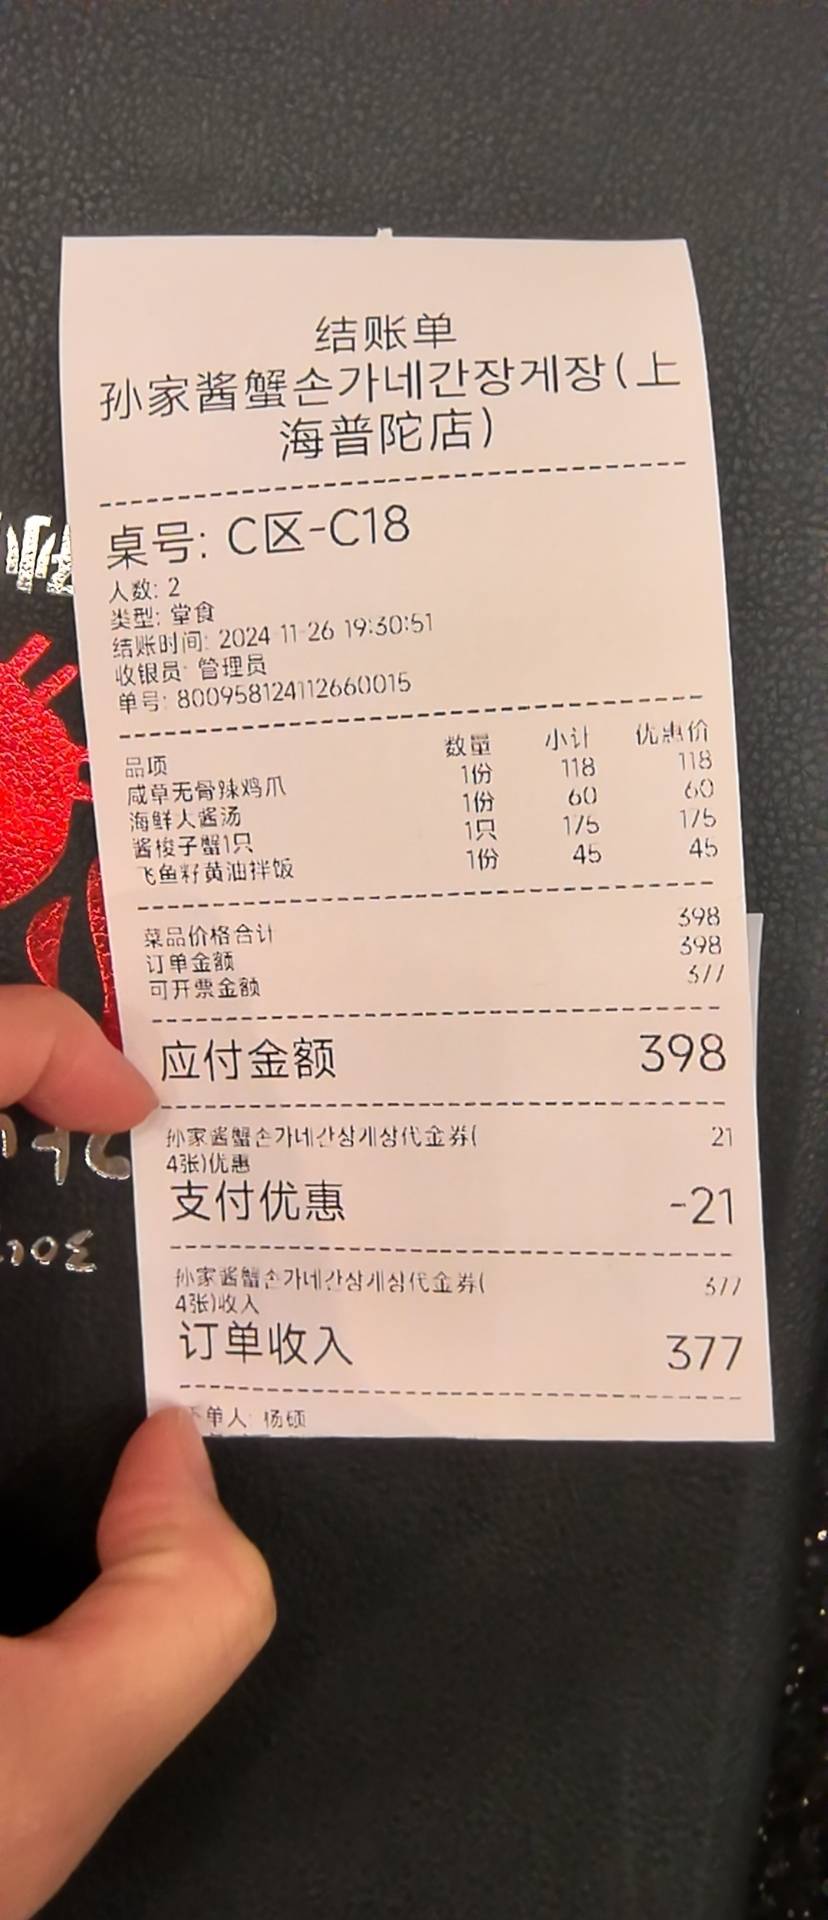 结账单
孙家酱蟹손가네간장게장(上
海普陀店)
桌号: C区-C18
人数: 2
类型: 堂食
结账时间: 2024-11-26 19:30:51
收银员: 管理员
单号: 800958124112660015
品项 数量 小计 优惠价
咸草无骨辣鸡爪 1份 118 118
海鲜大酱汤 1份 60 60
酱梭子蟹1只 1只 175 175
飞鱼籽黄油拌饭 1份 45 45
菜品价格合计 398
订单金额 398
可开票金额 377
应付金额 398
孙家酱蟹손가네간장게장代金券( 21
4张)优惠
支付优惠 -21
孙家酱蟹손가네간장게장代金券( 377
4张)收入
订单收入 377
单人: 杨硕